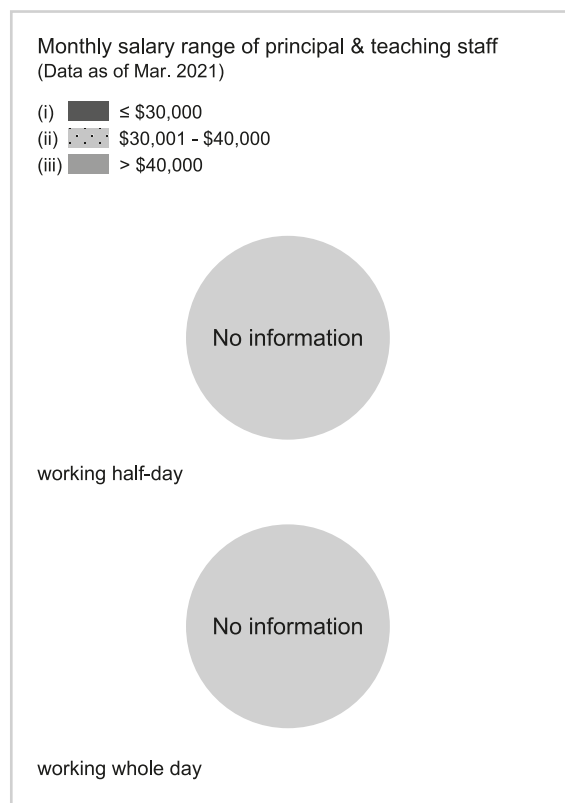 Monthly salary range of principal & teaching staff
(Data as of Mar. 2021)
(i) ≤ $30,000
(ii) $30,001 - $40,000
(iii) > $40,000
No information
working half-day
No information
working whole day